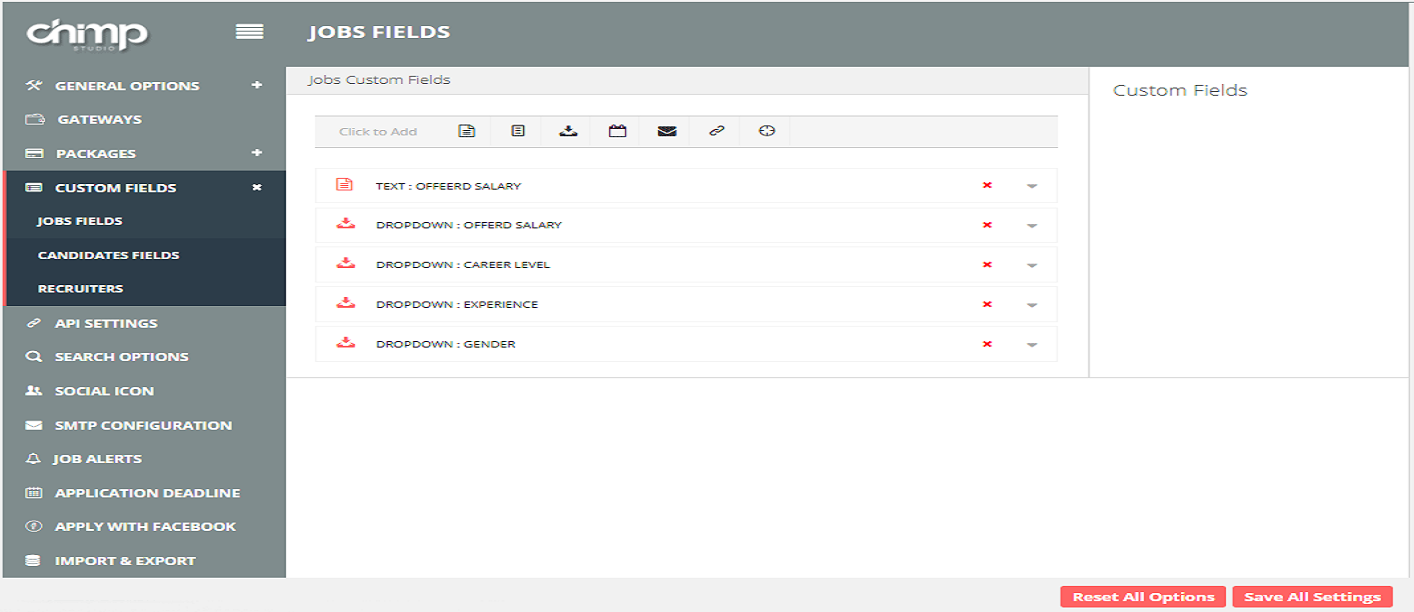 chimp
STUDIO
JOBS FIELDS
GENERAL OPTIONS
GATEWAYS
PACKAGES
CUSTOM FIELDS
JOBS FIELDS
CANDIDATES FIELDS
RECRUITERS
API SETTINGS
SEARCH OPTIONS
SOCIAL ICON
SMTP CONFIGURATION
JOB ALERTS
APPLICATION DEADLINE
APPLY WITH FACEBOOK
IMPORT & EXPORT
Jobs Custom Fields
Click to Add
TEXT : OFFEERD SALARY
DROPDOWN : OFFERD SALARY
DROPDOWN : CAREER LEVEL
DROPDOWN : EXPERIENCE
DROPDOWN : GENDER
Custom Fields
Reset All Options
Save All Settings